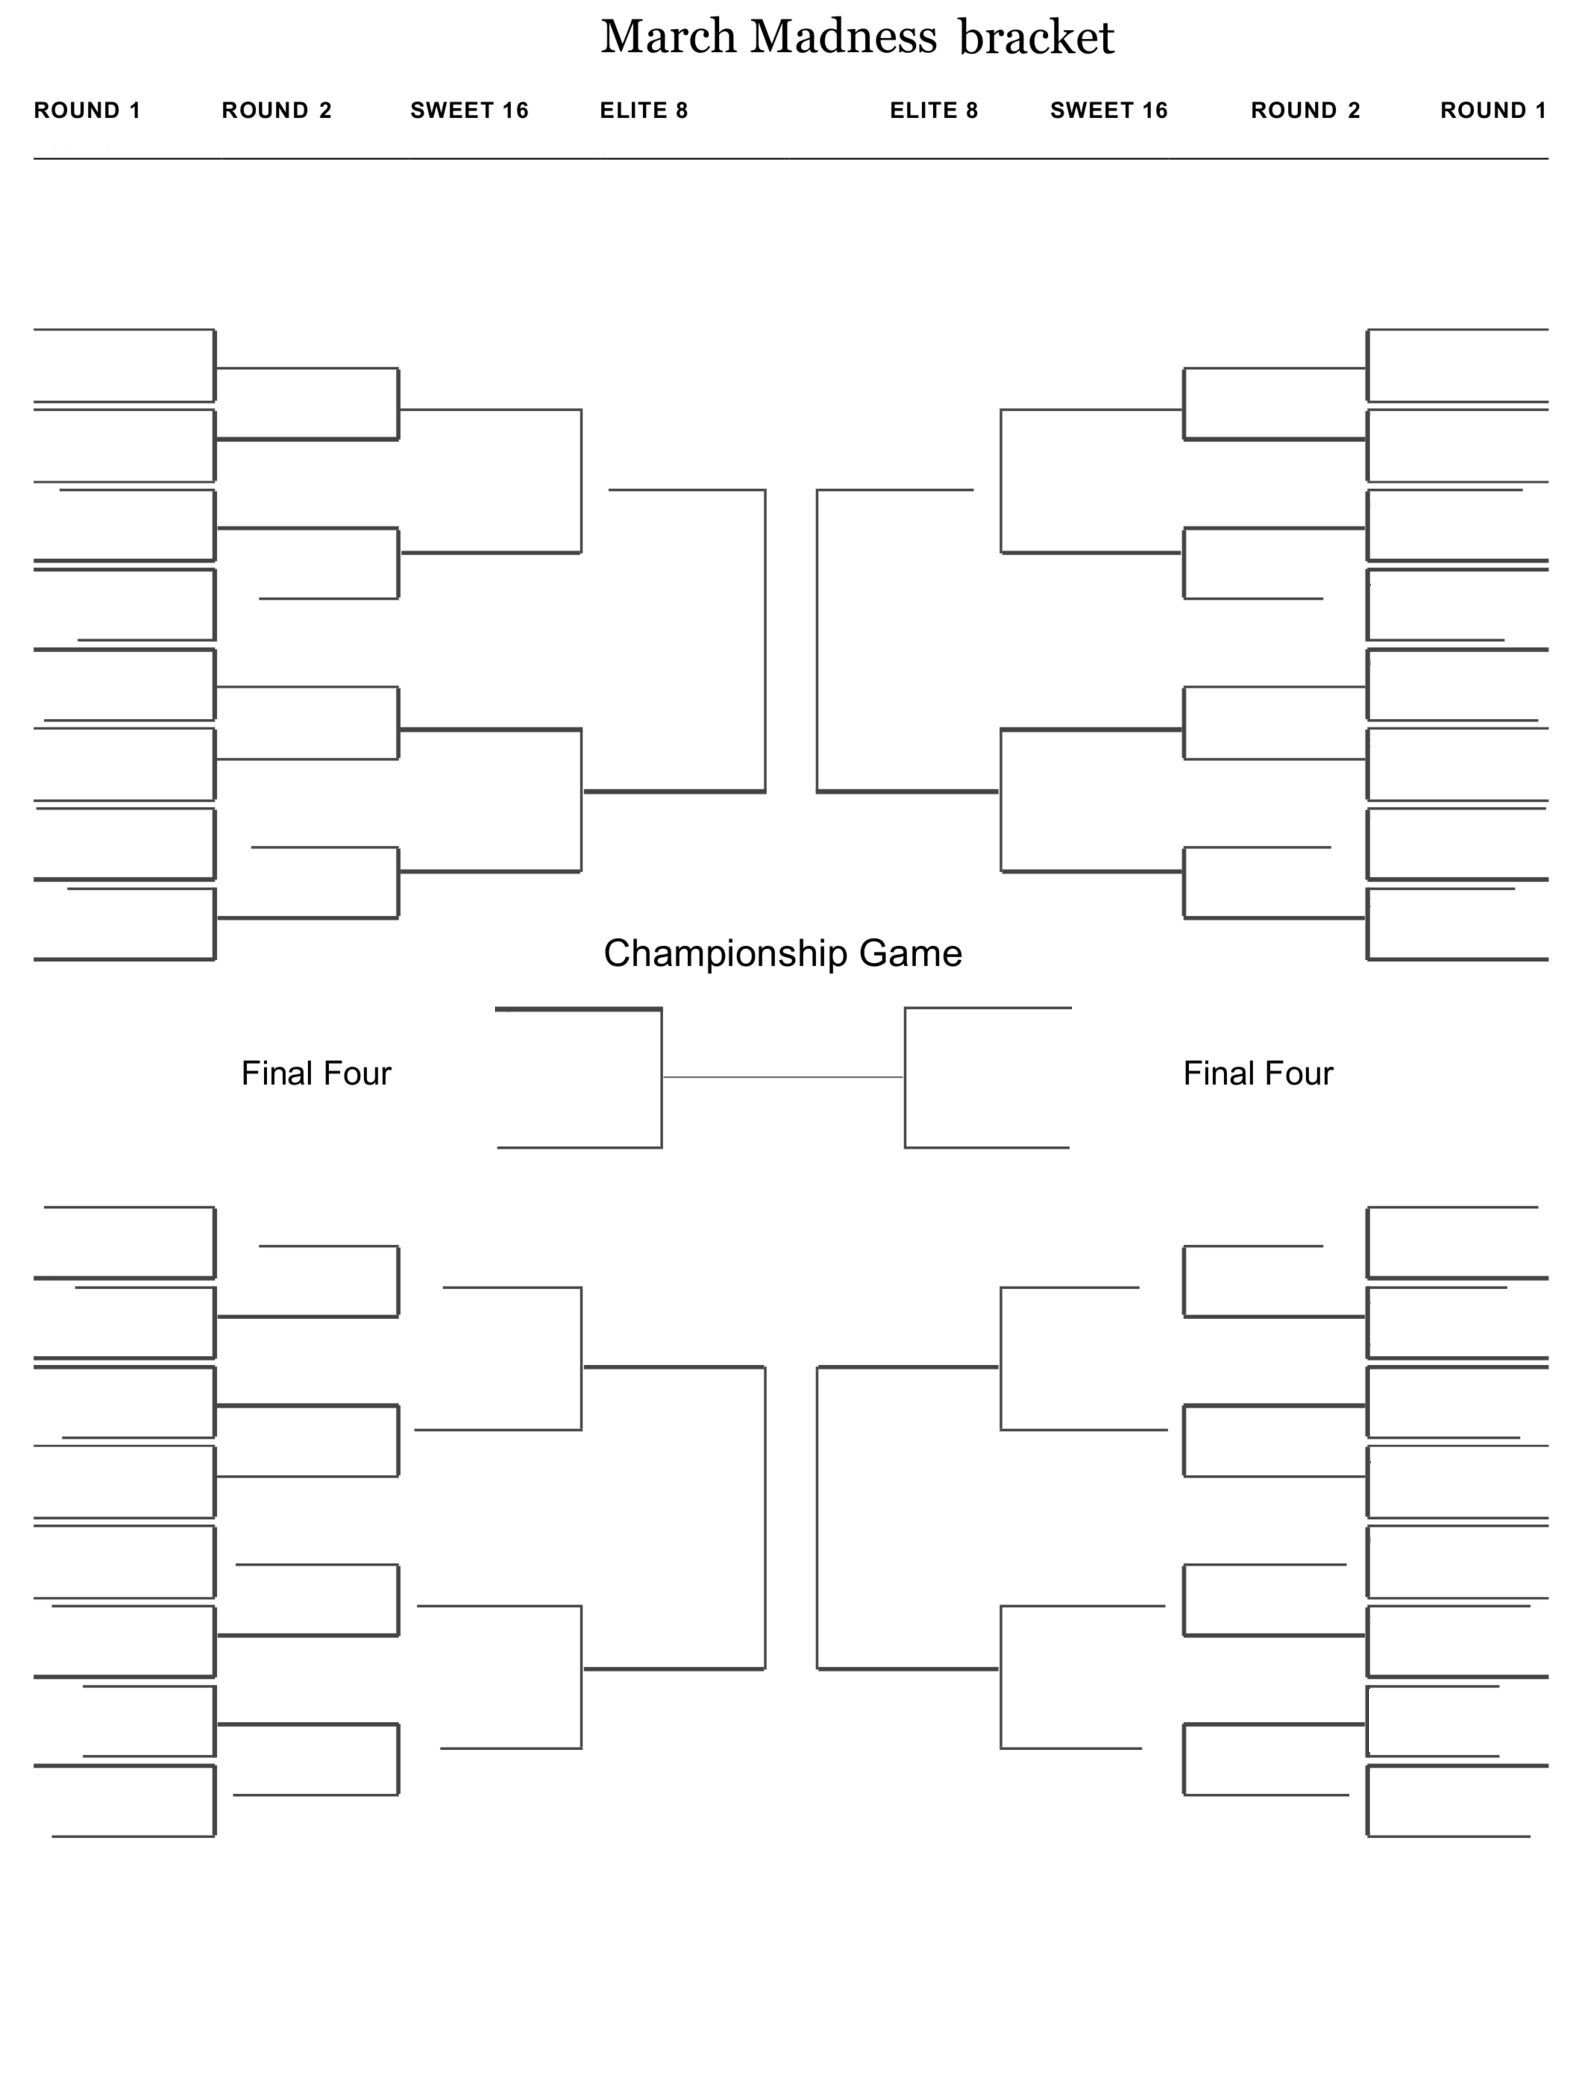 March Madness bracket
ROUND 1 ROUND 2 SWEET 16 ELITE 8 ELITE 8 SWEET 16 ROUND 2 ROUND 1
Championship Game
Final Four Final Four